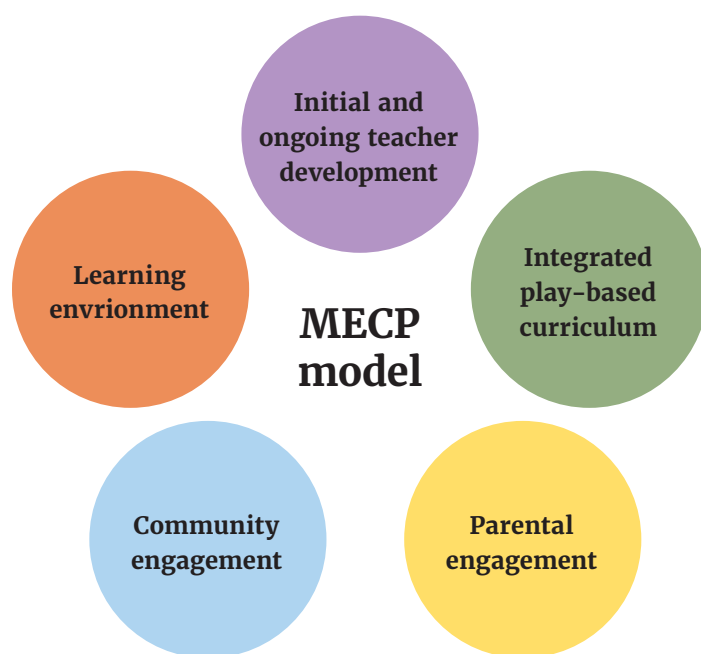 Initial and
ongoing teacher
development
Integrated
play-based
curriculum
Learning
envrionment
MECP
model
Community
engagement
Parental
engagement